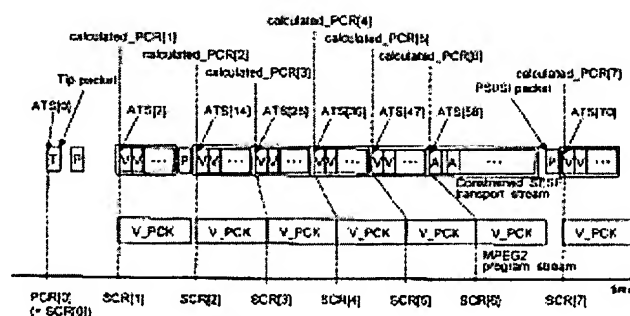 calculated_PCR[4]
calculated_PCR[1]
calculated_PCR[5]
calculated_PCR[2]
calculated_PCR[6]
calculated_PCR[3]
calculated_PCR[7]
Tip packet
PSI/SI packet
ATS[0]
ATS[2]
ATS[14]
ATS[25]
ATS[36]
ATS[47]
ATS[58]
ATS[70]
T P V V ... P V V ... V V ... V V ... V V ... A A ... P V V ...
Constrained SESF
transport stream
V_PCK V_PCK V_PCK V_PCK V_PCK V_PCK V_PCK
MPEG2
program stream
time
PCR[0] SCR[1] SCR[2] SCR[3] SCR[4] SCR[5] SCR[6] SCR[7]
(= SCR[0])